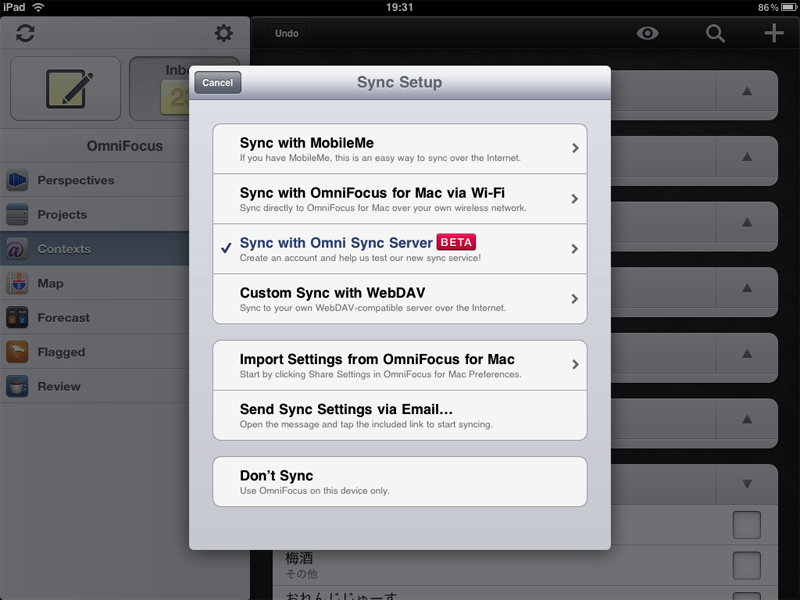 iPad
19:31
86%
Undo
Inb
23
OmniFocus
Perspectives
Projects
Contexts
Map
Forecast
Flagged
Review
Cancel
Sync Setup
Sync with MobileMe
If you have MobileMe, this is an easy way to sync over the Internet.
Sync with OmniFocus for Mac via Wi-Fi
Sync directly to OmniFocus for Mac over your own wireless network.
Sync with Omni Sync Server BETA
Create an account and help us test our new sync service!
Custom Sync with WebDAV
Sync to your own WebDAV-compatible server over the Internet.
Import Settings from OmniFocus for Mac
Start by clicking Share Settings in OmniFocus for Mac Preferences.
Send Sync Settings via Email…
Open the message and tap the included link to start syncing.
Don't Sync
Use OmniFocus on this device only.
梅酒
その他
おれんじじゅーす